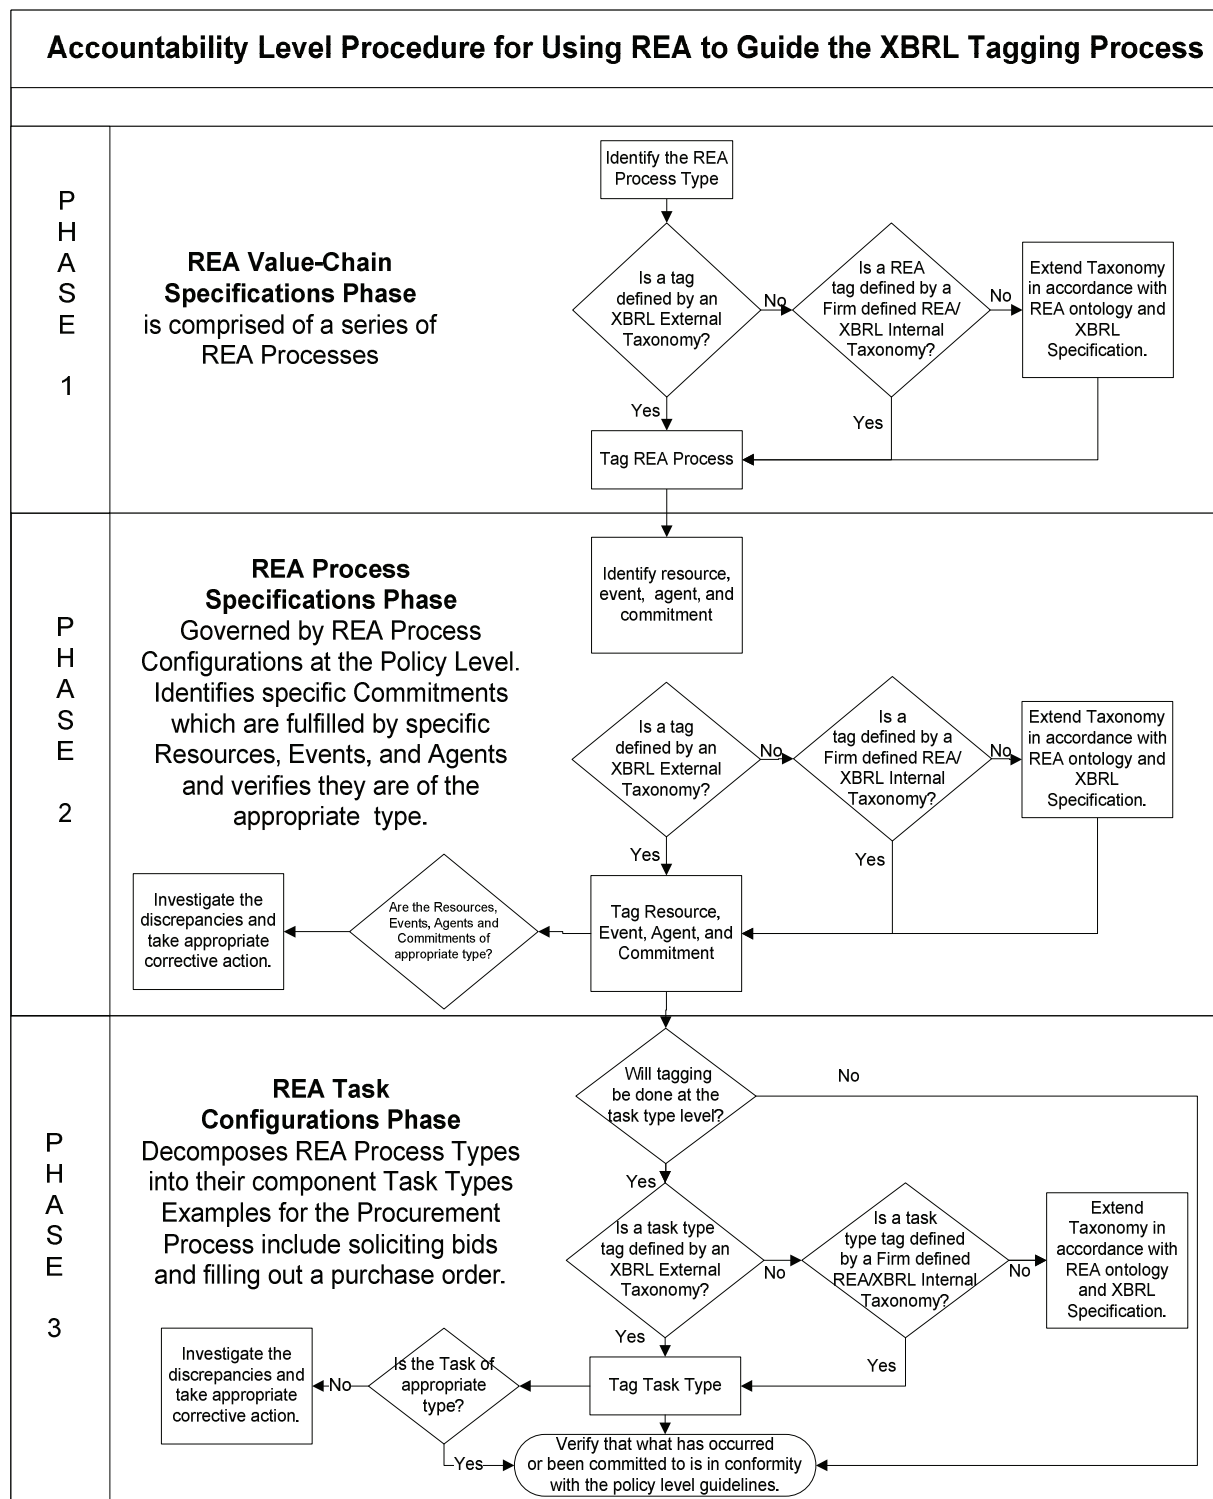 Accountability Level Procedure for Using REA to Guide the XBRL Tagging Process
P
H
A
S
E
1
REA Value-Chain
Specifications Phase
is comprised of a series of
REA Processes
Identify the REA
Process Type
Is a tag
defined by an
XBRL External
Taxonomy?
No
Is a REA
tag defined by a
Firm defined REA/
XBRL Internal
Taxonomy?
No
Extend Taxonomy
in accordance with
REA ontology and
XBRL
Specification.
Yes
Yes
Tag REA Process
P
H
A
S
E
2
REA Process
Specifications Phase
Governed by REA Process
Configurations at the Policy Level.
Identifies specific Commitments
which are fulfilled by specific
Resources, Events, and Agents
and verifies they are of the
appropriate type.
Identify resource,
event, agent, and
commitment
Is a tag
defined by an
XBRL External
Taxonomy?
No
Is a
tag defined by a
Firm defined REA/
XBRL Internal
Taxonomy?
No
Extend Taxonomy
in accordance with
REA ontology and
XBRL
Specification.
Yes
Yes
Investigate the
discrepancies and
take appropriate
corrective action.
Are the Resources,
Events, Agents and
Commitments of
appropriate type?
Tag Resource,
Event, Agent, and
Commitment
P
H
A
S
E
3
REA Task
Configurations Phase
Decomposes REA Process Types
into their component Task Types
Examples for the Procurement
Process include soliciting bids
and filling out a purchase order.
Will tagging
be done at the
task type level?
No
Yes
Is a task type
tag defined by an
XBRL External
Taxonomy?
No
Is a task
type tag defined
by a Firm defined
REA/XBRL Internal
Taxonomy?
No
Extend
Taxonomy in
accordance with
REA ontology
and XBRL
Specification.
Yes
Yes
Investigate the
discrepancies and
take appropriate
corrective action.
No
Is the Task of
appropriate
type?
Tag Task Type
Yes
Verify that what has occurred
or been committed to is in conformity
with the policy level guidelines.